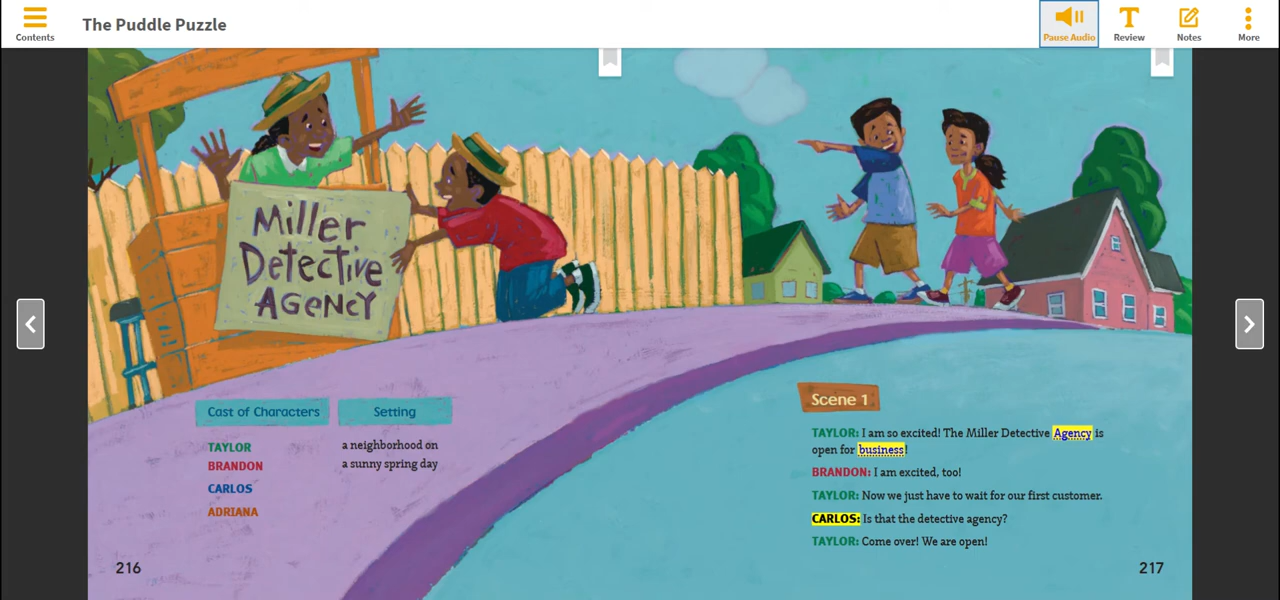 Contents
The Puddle Puzzle
Pause Audio
Review
Notes
More
Miller
Detective
Agency
Cast of Characters
TAYLOR
BRANDON
CARLOS
ADRIANA
Setting
a neighborhood on
a sunny spring day
216
Scene 1
TAYLOR: I am so excited! The Miller Detective Agency is
open for business!
BRANDON: I am excited, too!
TAYLOR: Now we just have to wait for our first customer.
CARLOS: Is that the detective agency?
TAYLOR: Come over! We are open!
217